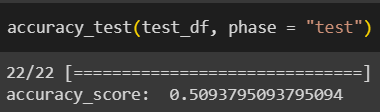 accuracy_test(test_df, phase = "test")
22/22 [==============================]
accuracy_score:  0.5093795093795094